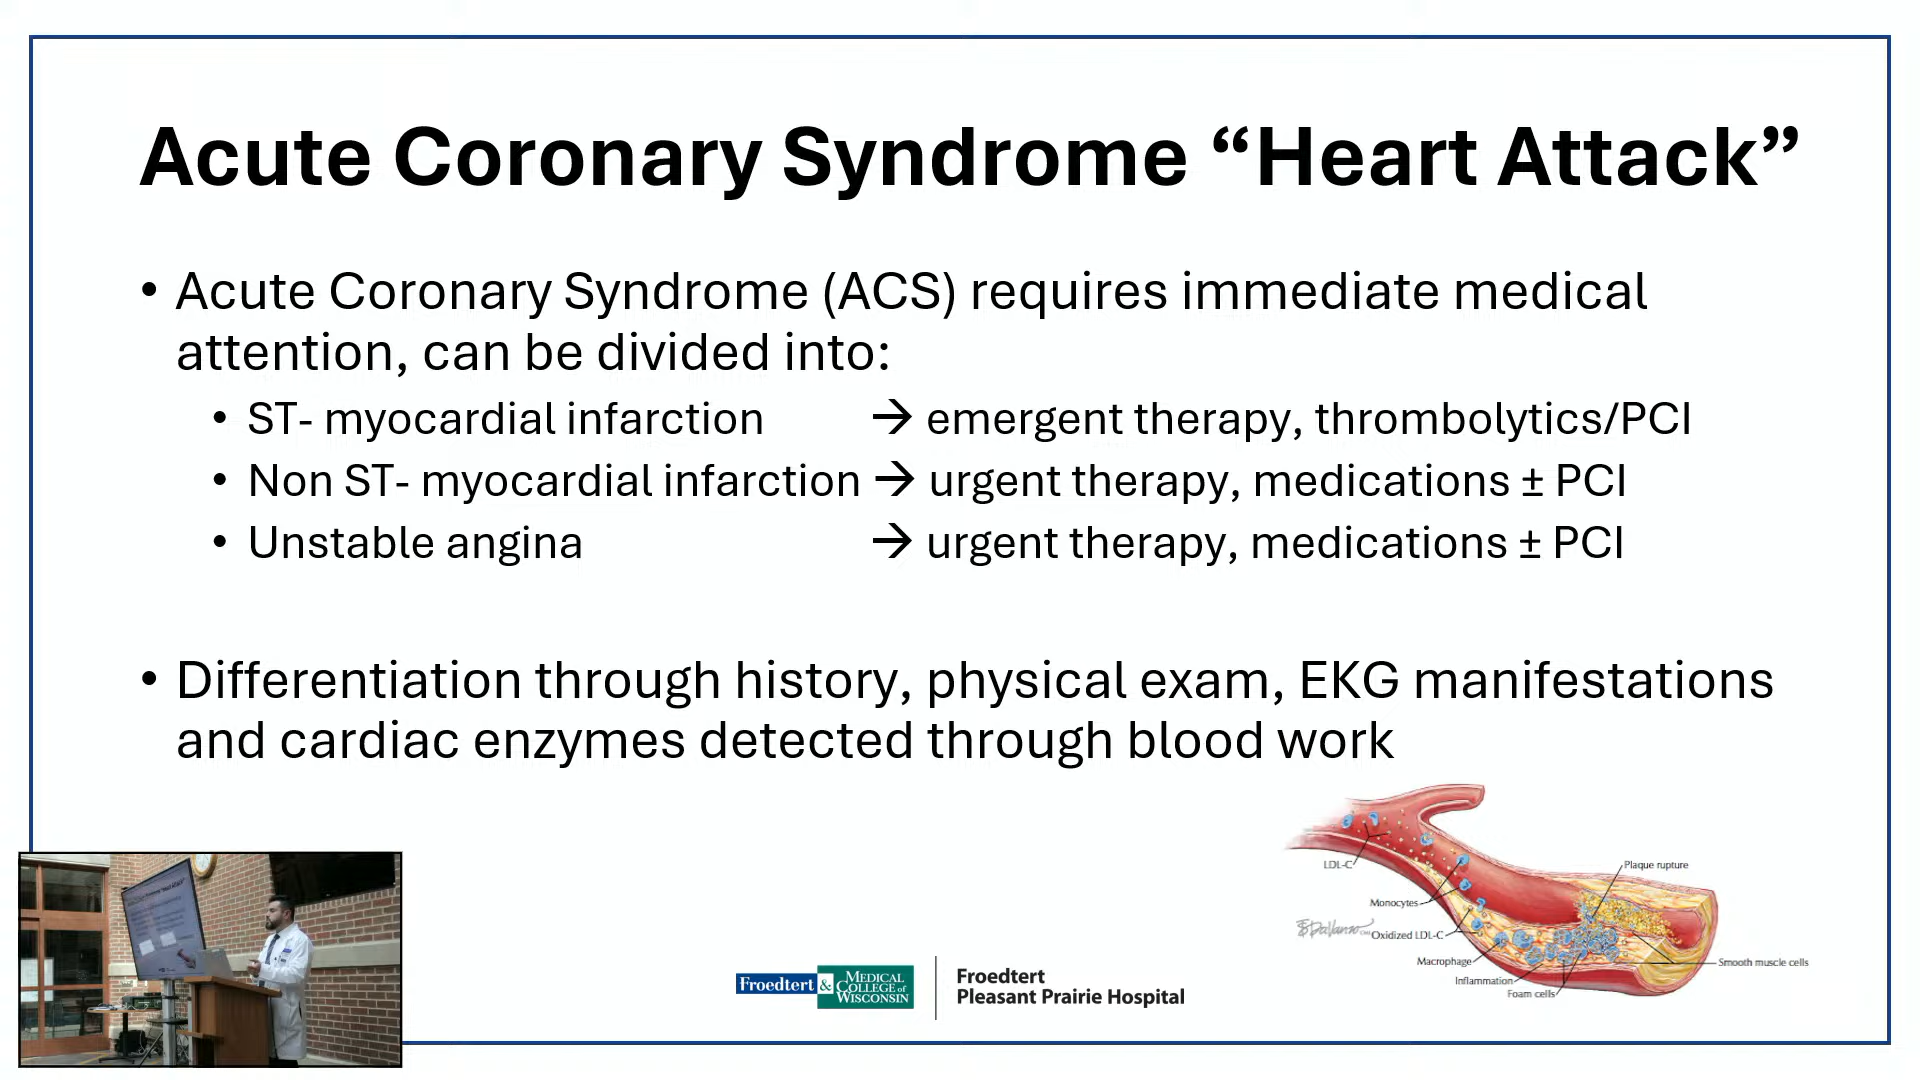 Acute Coronary Syndrome “Heart Attack”
• Acute Coronary Syndrome (ACS) requires immediate medical
attention, can be divided into:
• ST- myocardial infarction → emergent therapy, thrombolytics/PCI
• Non ST- myocardial infarction → urgent therapy, medications ± PCI
• Unstable angina → urgent therapy, medications ± PCI
• Differentiation through history, physical exam, EKG manifestations
and cardiac enzymes detected through blood work
LDL-C
Plaque rupture
Monocytes
Oxidized LDL-C
Macrophage
Smooth muscle cells
Inflammation
Foam cells
Froedtert & MEDICAL
COLLEGE of
WISCONSIN
Froedtert
Pleasant Prairie Hospital